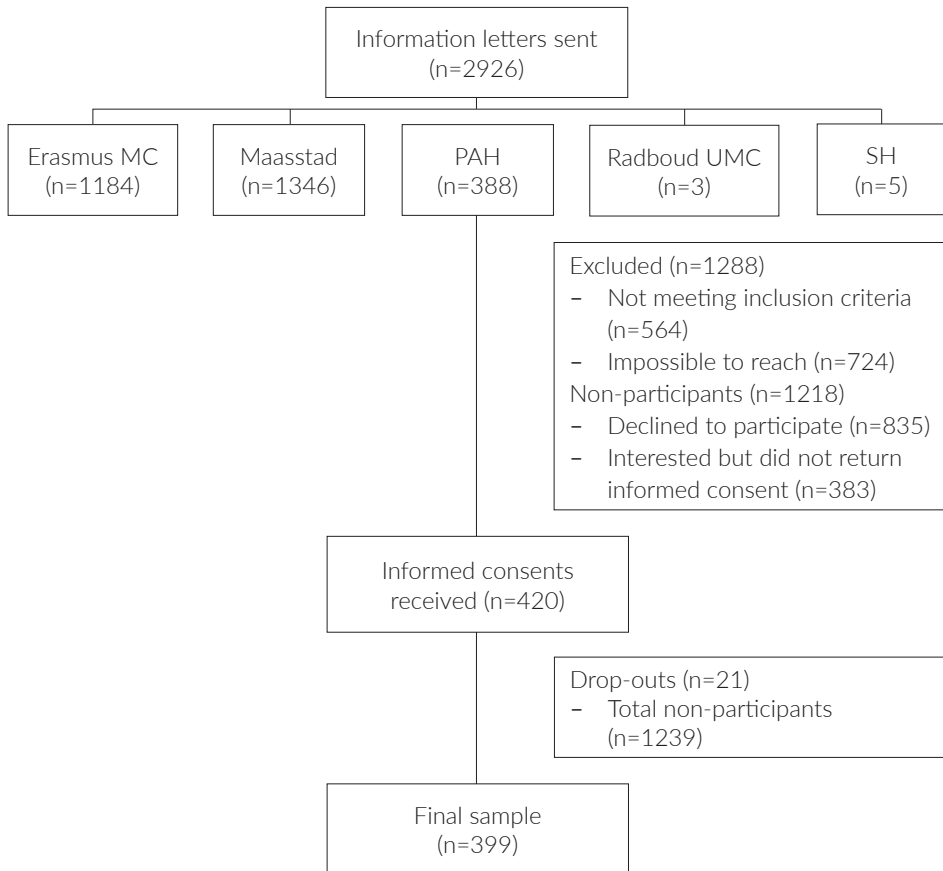 Information letters sent
(n=2926)
Erasmus MC
(n=1184)
Maasstad
(n=1346)
PAH
(n=388)
Radboud UMC
(n=3)
SH
(n=5)
Excluded (n=1288)
– Not meeting inclusion criteria
(n=564)
– Impossible to reach (n=724)
Non-participants (n=1218)
– Declined to participate (n=835)
– Interested but did not return
informed consent (n=383)
Informed consents
received (n=420)
Drop-outs (n=21)
– Total non-participants
(n=1239)
Final sample
(n=399)